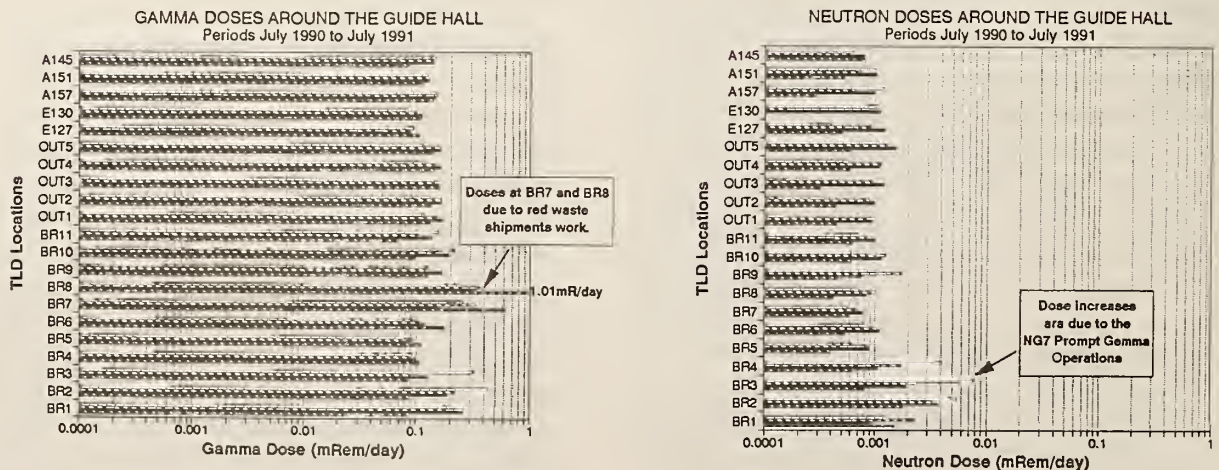 GAMMA DOSES AROUND THE GUIDE HALL
Periods July 1990 to July 1991
TLD Locations
A145
A151
A157
E130
E127
OUT5
OUT4
OUT3
OUT2
OUT1
BR11
BR10
BR9
BR8
BR7
BR6
BR5
BR4
BR3
BR2
BR1
Doses at BR7 and BR8
due to red waste
shipments work.
1.01mR/day
0.0001
0.001
0.01
0.1
1
Gamma Dose (mRem/day)
NEUTRON DOSES AROUND THE GUIDE HALL
Periods July 1990 to July 1991
TLD Locations
A145
A151
A157
E130
E127
OUT5
OUT4
OUT3
OUT2
OUT1
BR11
BR10
BR9
BR8
BR7
BR6
BR5
BR4
BR3
BR2
BR1
Dose Increases
are due to the
NG7 Prompt Gemma
Operations
0.0001
0.001
0.01
0.1
1
Neutron Dose (mRem/day)